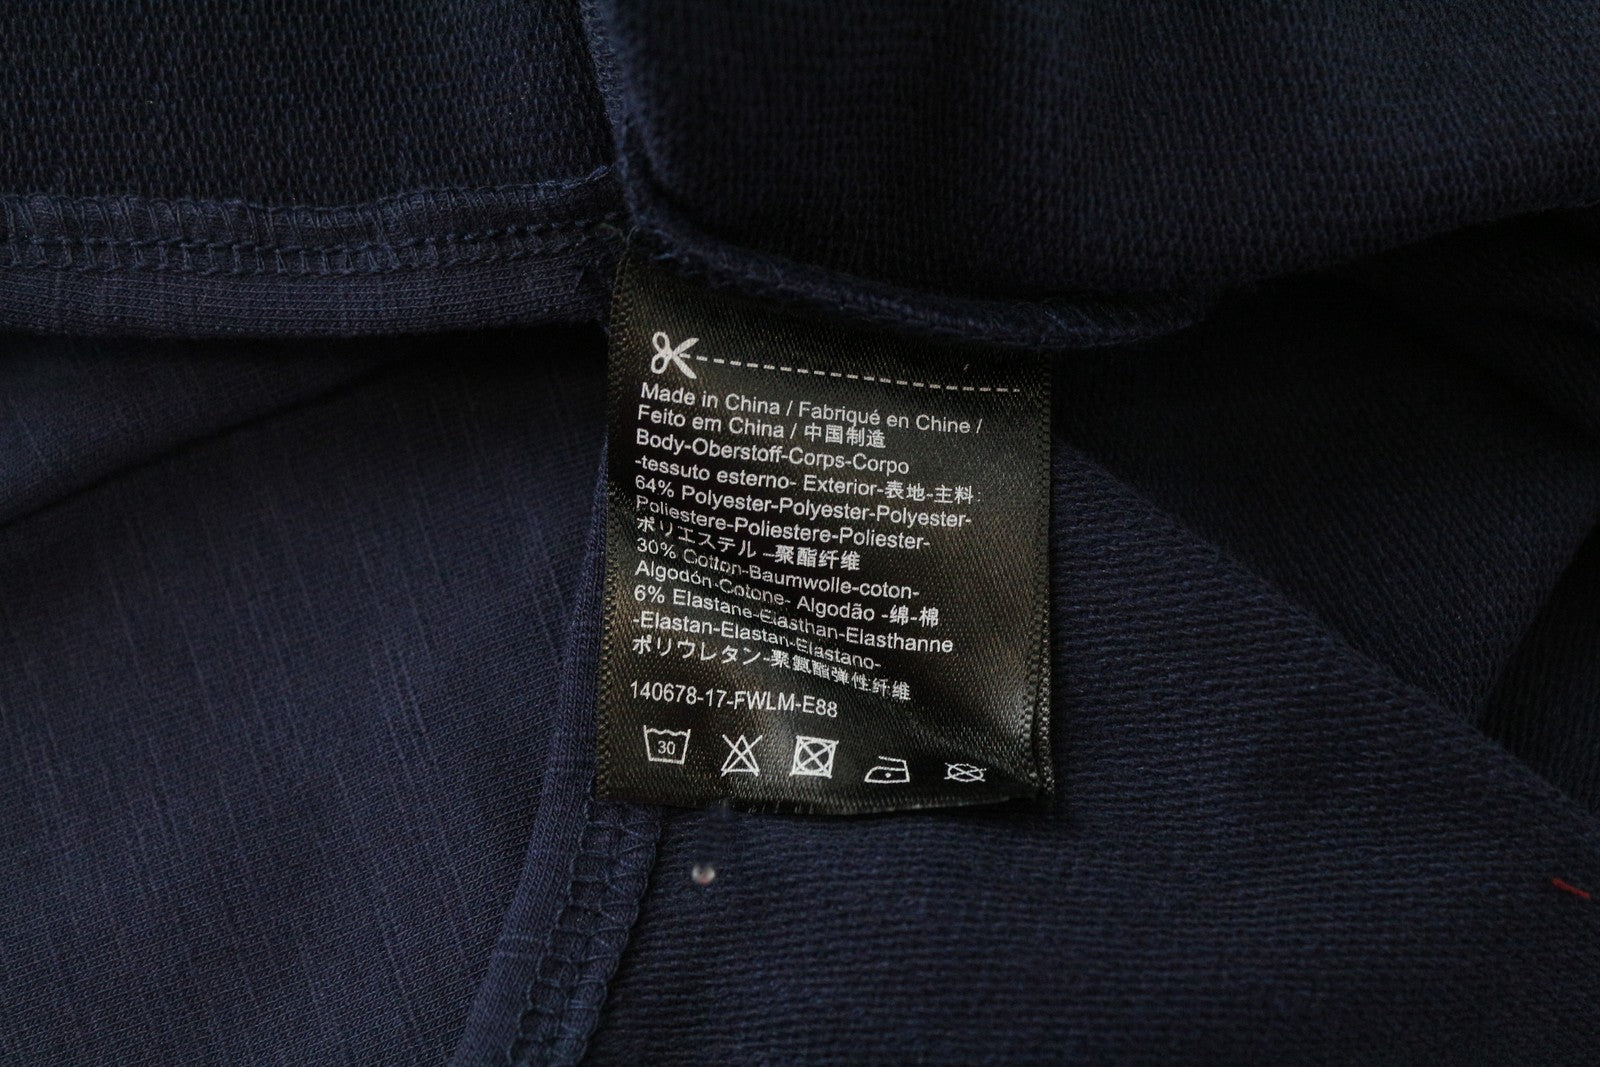 Made in China / Fabriqué en Chine /
Feito em China / 中国制造
Body-Oberstoff-Corps-Corpo
-tessuto esterno- Exterior-表地-主料:
64% Polyester-Polyester-Polyester-
Poliestere-Poliestere-Poliester-
ポリエステル -聚酯纤维
30% Cotton-Baumwolle-coton-
Algodón-Cotone- Algodão -绵-棉
6% Elastane-Elasthan-Elasthanne
-Elastan-Elastan-Elastano-
ポリウレタン-聚氨酯弹性纤维
140678-17-FWLM-E88
30